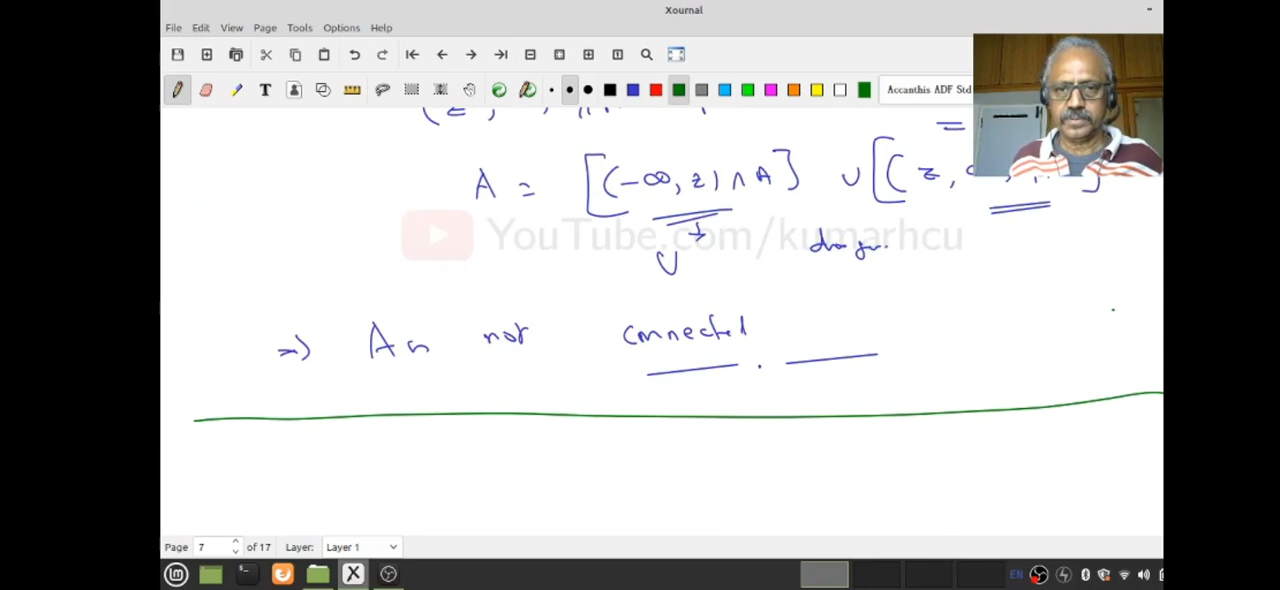 Xournal
File Edit View Page Tools Options Help
Accanthis ADF Std
A = [(-∞, z) ∩ A] ∪ [(z,
YouTube.com/kumarhcu
U
⇒ A is not connected.
Page 7 of 17 Layer: Layer 1
EN